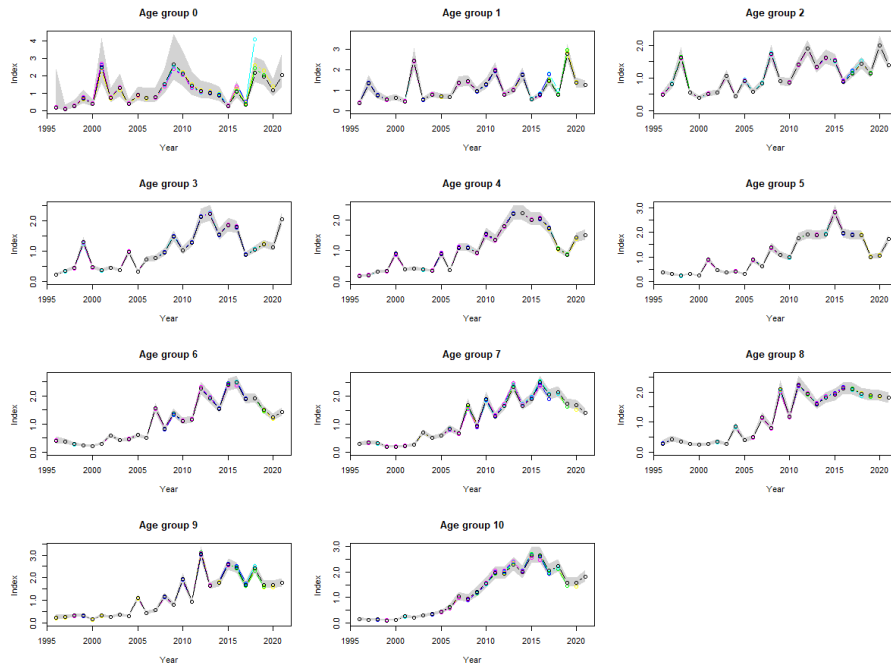 Age group 0 Age group 1 Age group 2
Index 0 1 2 3 4 Index 0 1 2 3 Index 0.0 1.0 2.0
1995 2000 2005 2010 2015 2020 1995 2000 2005 2010 2015 2020 1995 2000 2005 2010 2015 2020
Year Year Year
Age group 3 Age group 4 Age group 5
Index 0.0 1.0 2.0 Index 0.0 1.0 2.0 Index 0.0 1.0 2.0 3.0
1995 2000 2005 2010 2015 2020 1995 2000 2005 2010 2015 2020 1995 2000 2005 2010 2015 2020
Year Year Year
Age group 6 Age group 7 Age group 8
Index 0.0 1.0 2.0 Index 0.0 1.0 2.0 Index 0.0 1.0 2.0
1995 2000 2005 2010 2015 2020 1995 2000 2005 2010 2015 2020 1995 2000 2005 2010 2015 2020
Year Year Year
Age group 9 Age group 10
Index 0.0 1.0 2.0 3.0 Index 0.0 1.0 2.0 3.0
1995 2000 2005 2010 2015 2020 1995 2000 2005 2010 2015 2020
Year Year